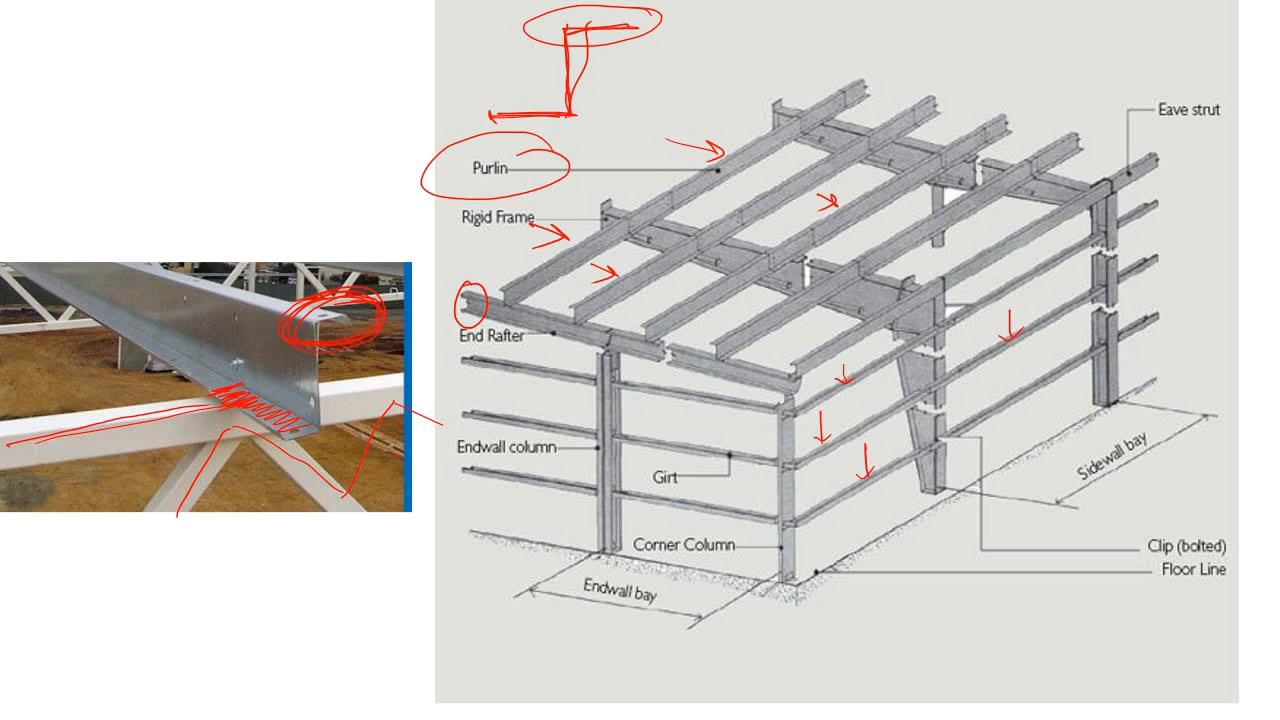 Eave strut
Purlin
Rigid Frame
End Rafter
Endwall column
Girt
Sidewall bay
Corner Column
Clip (bolted)
Floor Line
Endwall bay